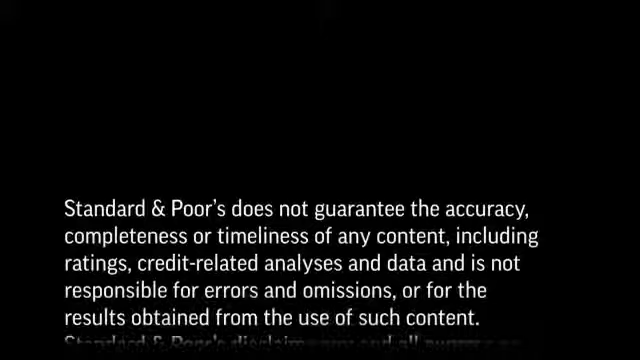 Standard & Poor's does not guarantee the accuracy,
completeness or timeliness of any content, including
ratings, credit-related analyses and data and is not
responsible for errors and omissions, or for the
results obtained from the use of such content.
Standard & Poor's